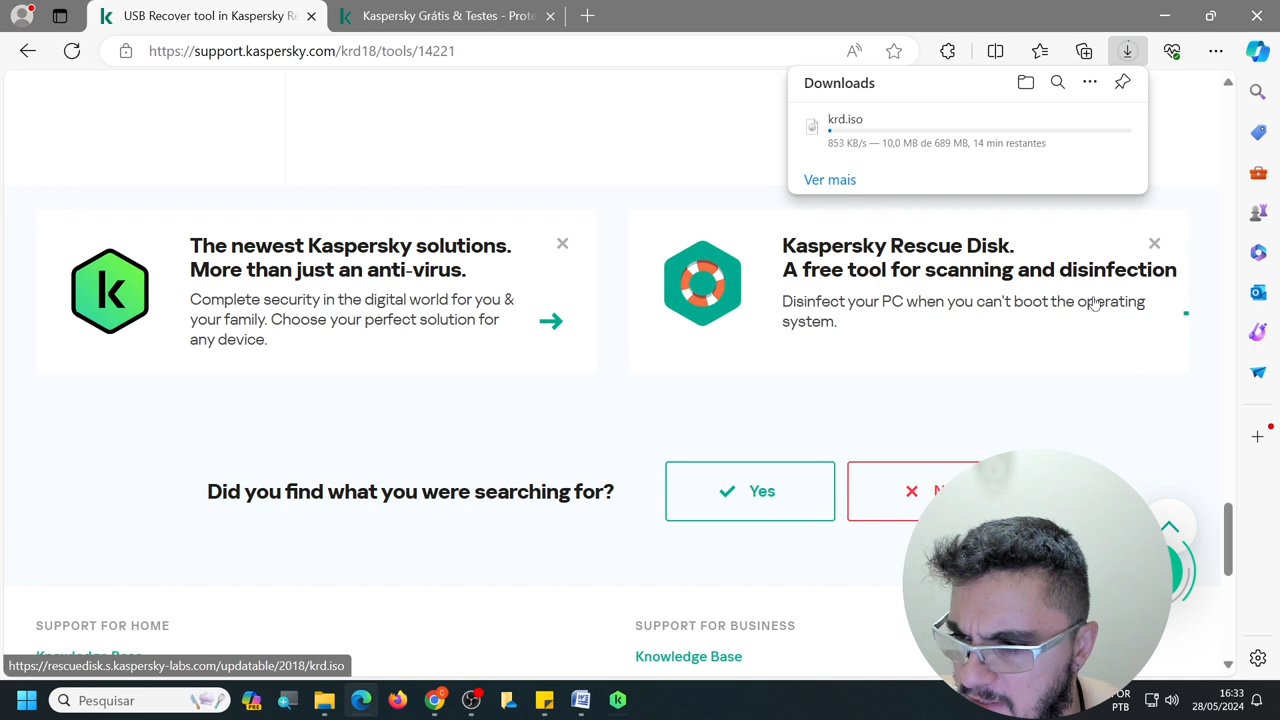 USB Recover tool in Kaspersky Re
Kaspersky Grátis & Testes - Prote
https://support.kaspersky.com/krd18/tools/14221
Downloads
krd.iso
853 KB/s — 10,0 MB de 689 MB, 14 min restantes
Ver mais
The newest Kaspersky solutions.
More than just an anti-virus.
Complete security in the digital world for you &
your family. Choose your perfect solution for
any device.
Kaspersky Rescue Disk.
A free tool for scanning and disinfection
Disinfect your PC when you can't boot the operating
system.
Did you find what you were searching for?
Yes
SUPPORT FOR HOME
SUPPORT FOR BUSINESS
Knowledge Base
https://rescuedisk.s.kaspersky-labs.com/updatable/2018/krd.iso
Pesquisar
POR
PTB
16:33
28/05/2024